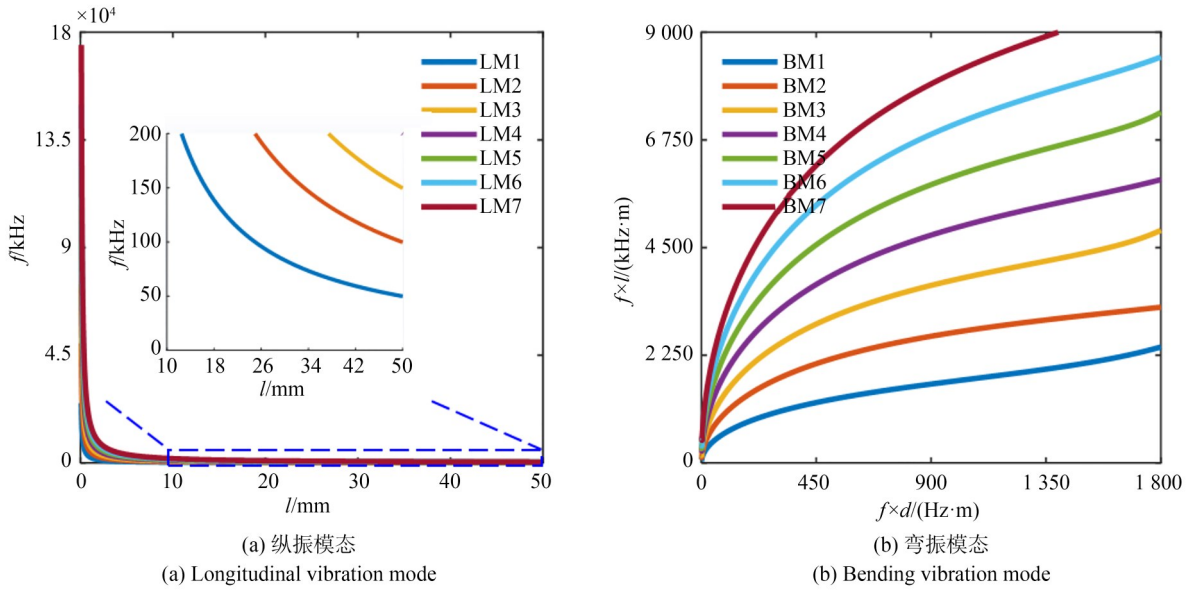 ×10⁴
18
13.5
9
4.5
0
f/kHz
0
10
20
30
40
50
l/mm
LM1
LM2
LM3
LM4
LM5
LM6
LM7
200
150
100
50
0
f/kHz
10
18
26
34
42
50
l/mm
(a) 纵振模态
(a) Longitudinal vibration mode
9 000
6 750
4 500
2 250
0
f×l/(kHz·m)
0
450
900
1 350
1 800
f×d/(Hz·m)
BM1
BM2
BM3
BM4
BM5
BM6
BM7
(b) 弯振模态
(b) Bending vibration mode